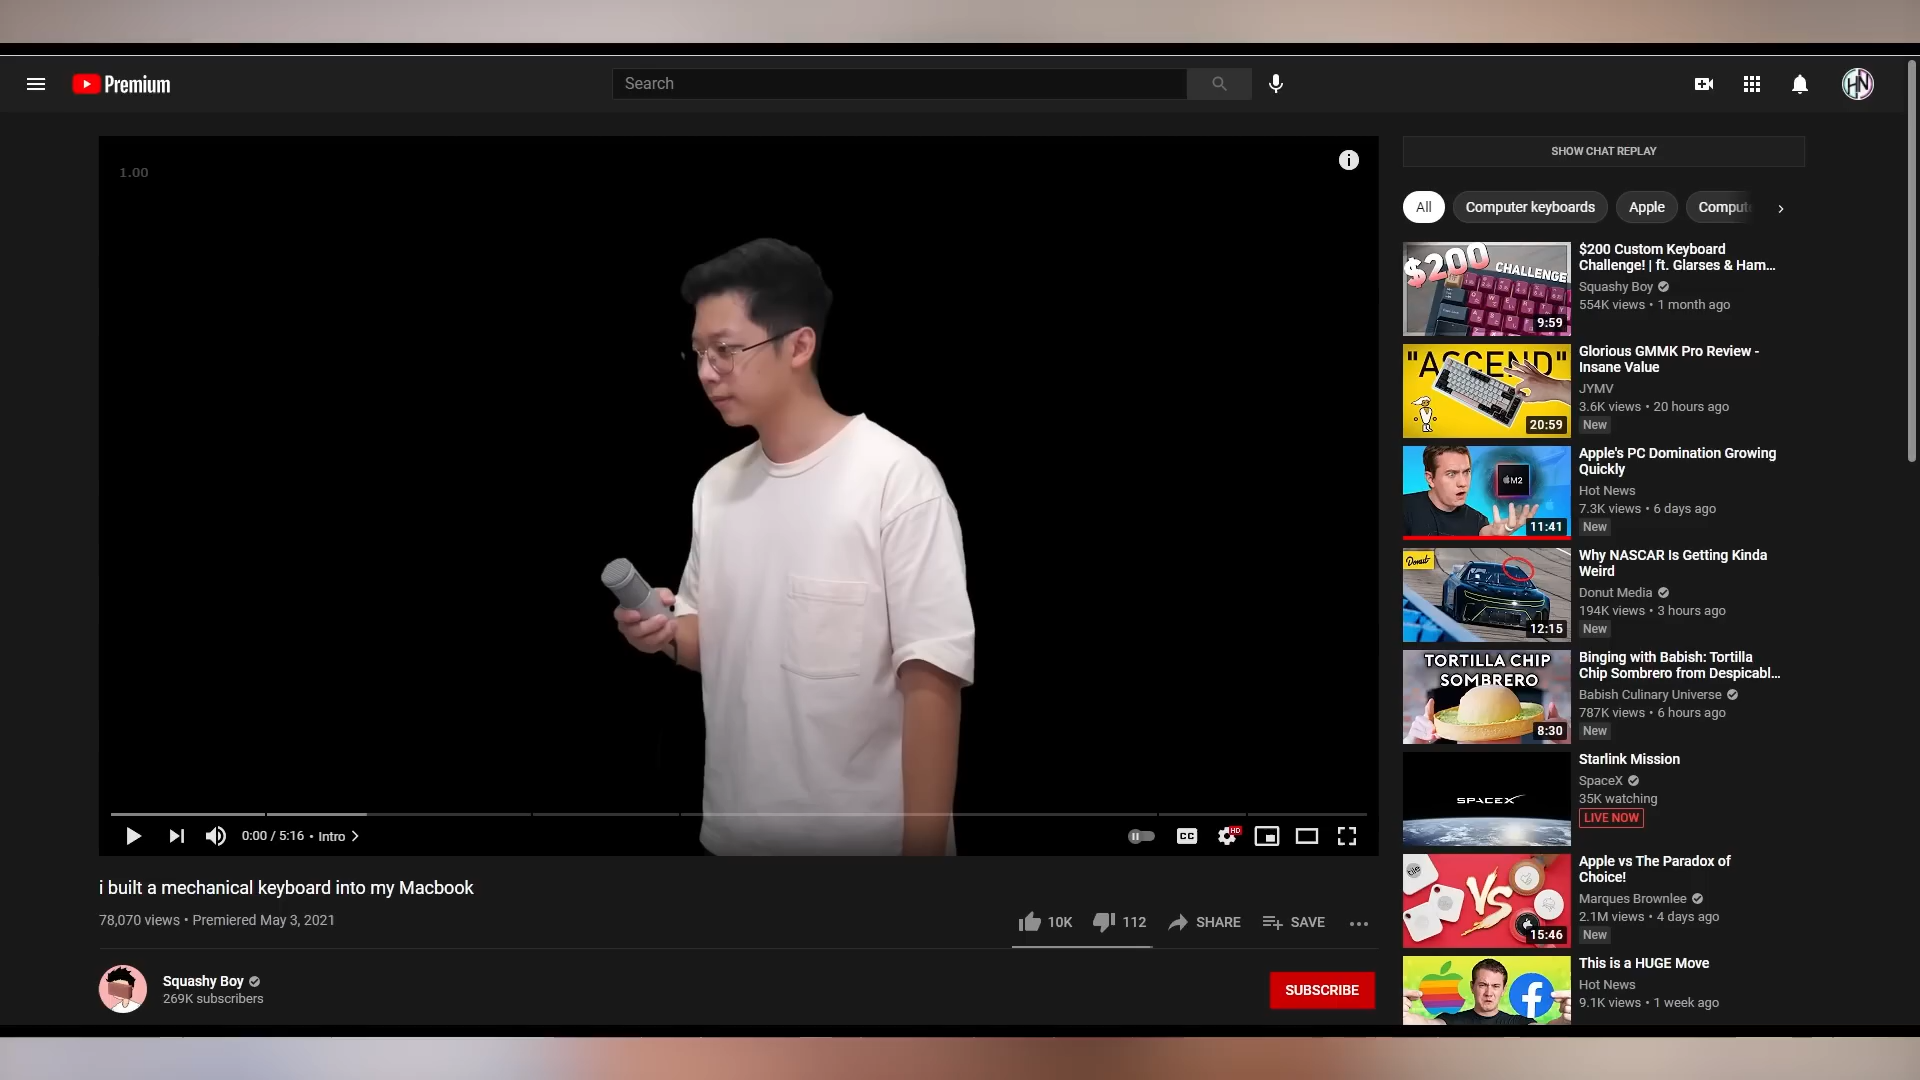 Premium
Search
HN
1.00
i
SHOW CHAT REPLAY
All
Computer keyboards
Apple
$200
CHALLENGE
9:59
$200 Custom Keyboard
Challenge! | ft. Glarses & Ham...
Squashy Boy
554K views • 1 month ago
"ASCEND"
20:59
Glorious GMMK Pro Review -
Insane Value
JYMV
3.6K views • 20 hours ago
New
M2
11:41
Apple's PC Domination Growing
Quickly
Hot News
7.3K views • 6 days ago
New
Donut
12:15
Why NASCAR Is Getting Kinda
Weird
Donut Media
194K views • 3 hours ago
New
TORTILLA CHIP
SOMBRERO
8:30
Binging with Babish: Tortilla
Chip Sombrero from Despicabl...
Babish Culinary Universe
787K views • 6 hours ago
New
SPACEX
Starlink Mission
SpaceX
35K watching
LIVE NOW
tile
VS
15:46
Apple vs The Paradox of
Choice!
Marques Brownlee
2.1M views • 4 days ago
New
This is a HUGE Move
Hot News
9.1K views • 1 week ago
0:00 / 5:16 • Intro
CC
HD
i built a mechanical keyboard into my Macbook
78,070 views • Premiered May 3, 2021
10K
112
SHARE
SAVE
Squashy Boy
269K subscribers
SUBSCRIBE